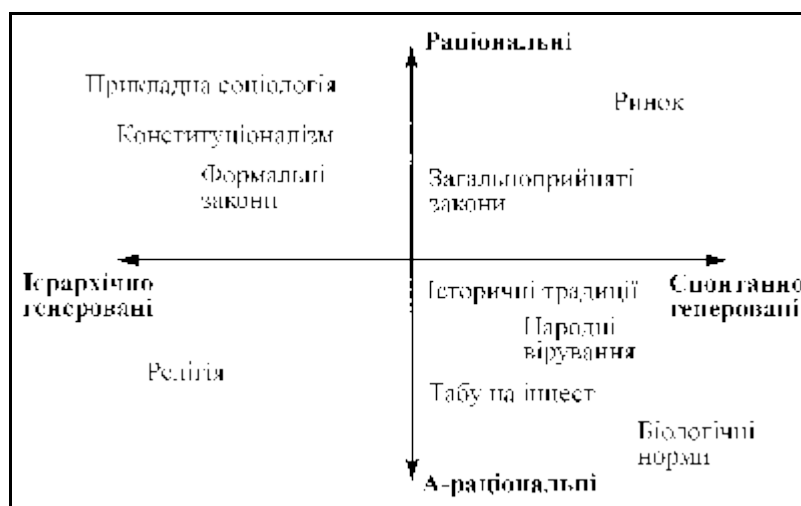 Раціональні
Прикладна соціологія
Ринок
Конституціоналізм
Формальні
закони
Загальноприйняті
закони
Ієрархічно
генеровані
Спонтанно
генеровані
Історичні традиції
Народні
вірування
Релігія
Табу на інцест
Біологічні
норми
А-раціональні